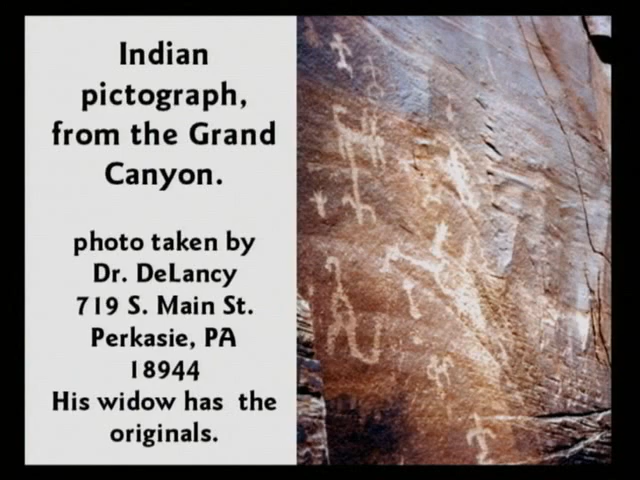 Indian
pictograph,
from the Grand
Canyon.
photo taken by
Dr. DeLancy
719 S. Main St.
Perkasie, PA
18944
His widow has the
originals.